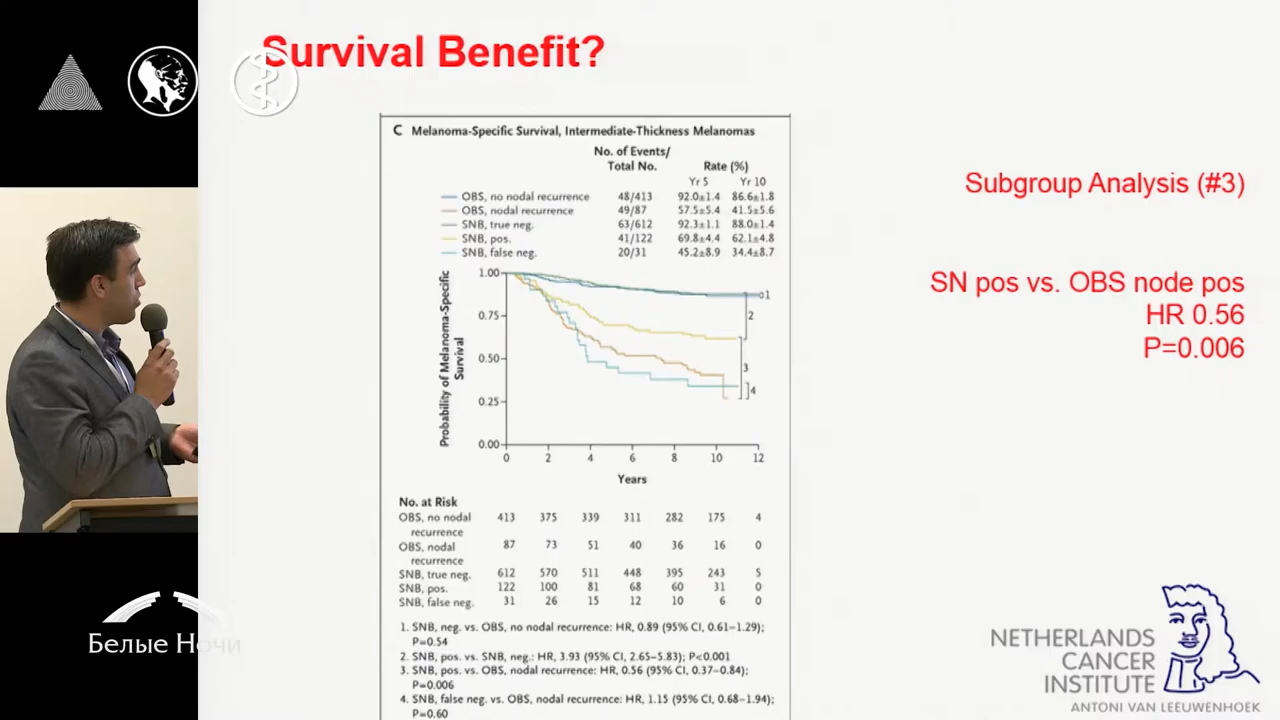 Survival Benefit?
C Melanoma-Specific Survival, Intermediate-Thickness Melanomas
No. of Events/ Total No. Rate (%)
Yr 5 Yr 10
OBS, no nodal recurrence 48/413 92.0±1.4 86.6±1.8
OBS, nodal recurrence 49/87 57.5±5.4 41.5±5.6
SNB, true neg. 63/612 92.3±1.1 88.0±1.4
SNB, pos. 41/122 69.8±4.4 62.1±4.8
SNB, false neg. 20/31 45.2±8.9 34.4±8.7
Probability of Melanoma-Specific
Survival
1.00
0.75
0.50
0.25
0.00
1
2
3
4
0 2 4 6 8 10 12
Years
No. at Risk
OBS, no nodal recurrence 413 375 339 311 282 175 4
OBS, nodal recurrence 87 73 51 40 36 16 0
SNB, true neg. 612 570 511 448 395 243 5
SNB, pos. 122 100 81 68 60 31 0
SNB, false neg. 31 26 15 12 10 6 0
1. SNB, neg. vs. OBS, no nodal recurrence: HR, 0.89 (95% CI, 0.61–1.29);
P=0.54
2. SNB, pos. vs. SNB, neg.: HR, 3.93 (95% CI, 2.65–5.83); P<0.001
3. SNB, pos. vs. OBS, nodal recurrence: HR, 0.56 (95% CI, 0.37–0.84);
P=0.006
4. SNB, false neg. vs. OBS, nodal recurrence: HR, 1.15 (95% CI, 0.68–1.94);
P=0.60
Subgroup Analysis (#3)
SN pos vs. OBS node pos
HR 0.56
P=0.006
Белые Ночи
NETHERLANDS
CANCER
INSTITUTE
ANTONI VAN LEEUWENHOEK